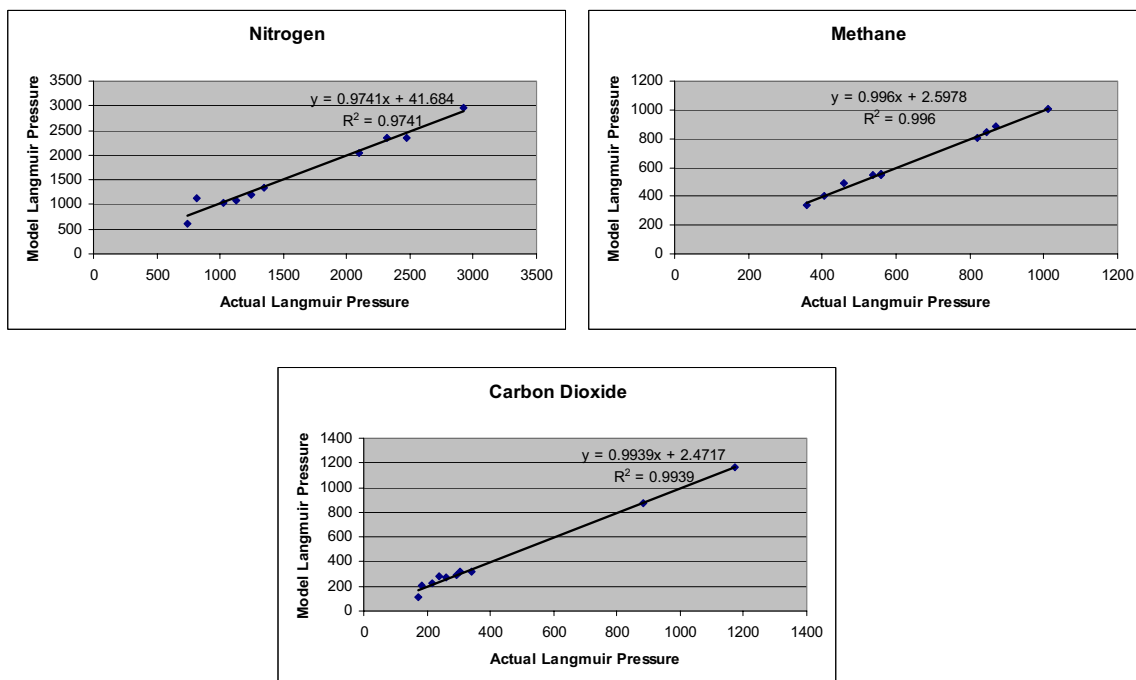 Nitrogen
3500
3000
2500
2000
1500
1000
500
0
Model Langmuir Pressure
y = 0.9741x + 41.684
R² = 0.9741
0 500 1000 1500 2000 2500 3000 3500
Actual Langmuir Pressure
Methane
1200
1000
800
600
400
200
0
Model Langmuir Pressure
y = 0.996x + 2.5978
R² = 0.996
0 200 400 600 800 1000 1200
Actual Langmuir Pressure
Carbon Dioxide
1400
1200
1000
800
600
400
200
0
Model Langmuir Pressure
y = 0.9939x + 2.4717
R² = 0.9939
0 200 400 600 800 1000 1200 1400
Actual Langmuir Pressure